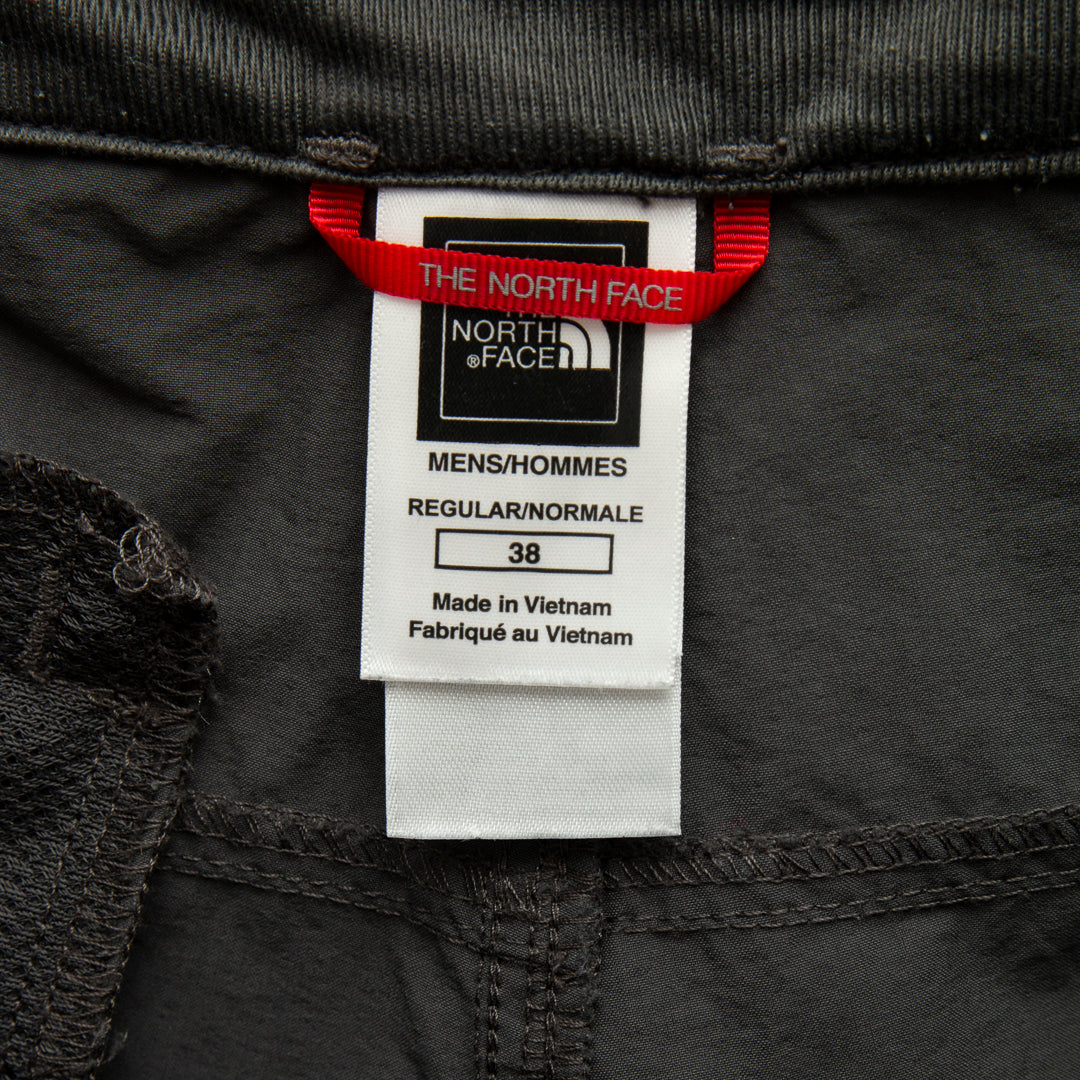 THE NORTH FACE
THE
NORTH
®FACE
MENS/HOMMES
REGULAR/NORMALE
38
Made in Vietnam
Fabriqué au Vietnam